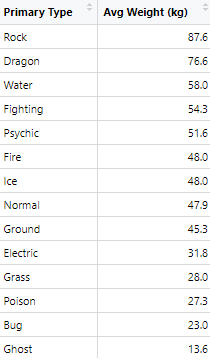 Primary Type Avg Weight (kg)
Rock 87.6
Dragon 76.6
Water 58.0
Fighting 54.3
Psychic 51.6
Fire 48.0
Ice 48.0
Normal 47.9
Ground 45.3
Electric 31.8
Grass 28.0
Poison 27.3
Bug 23.0
Ghost 13.6